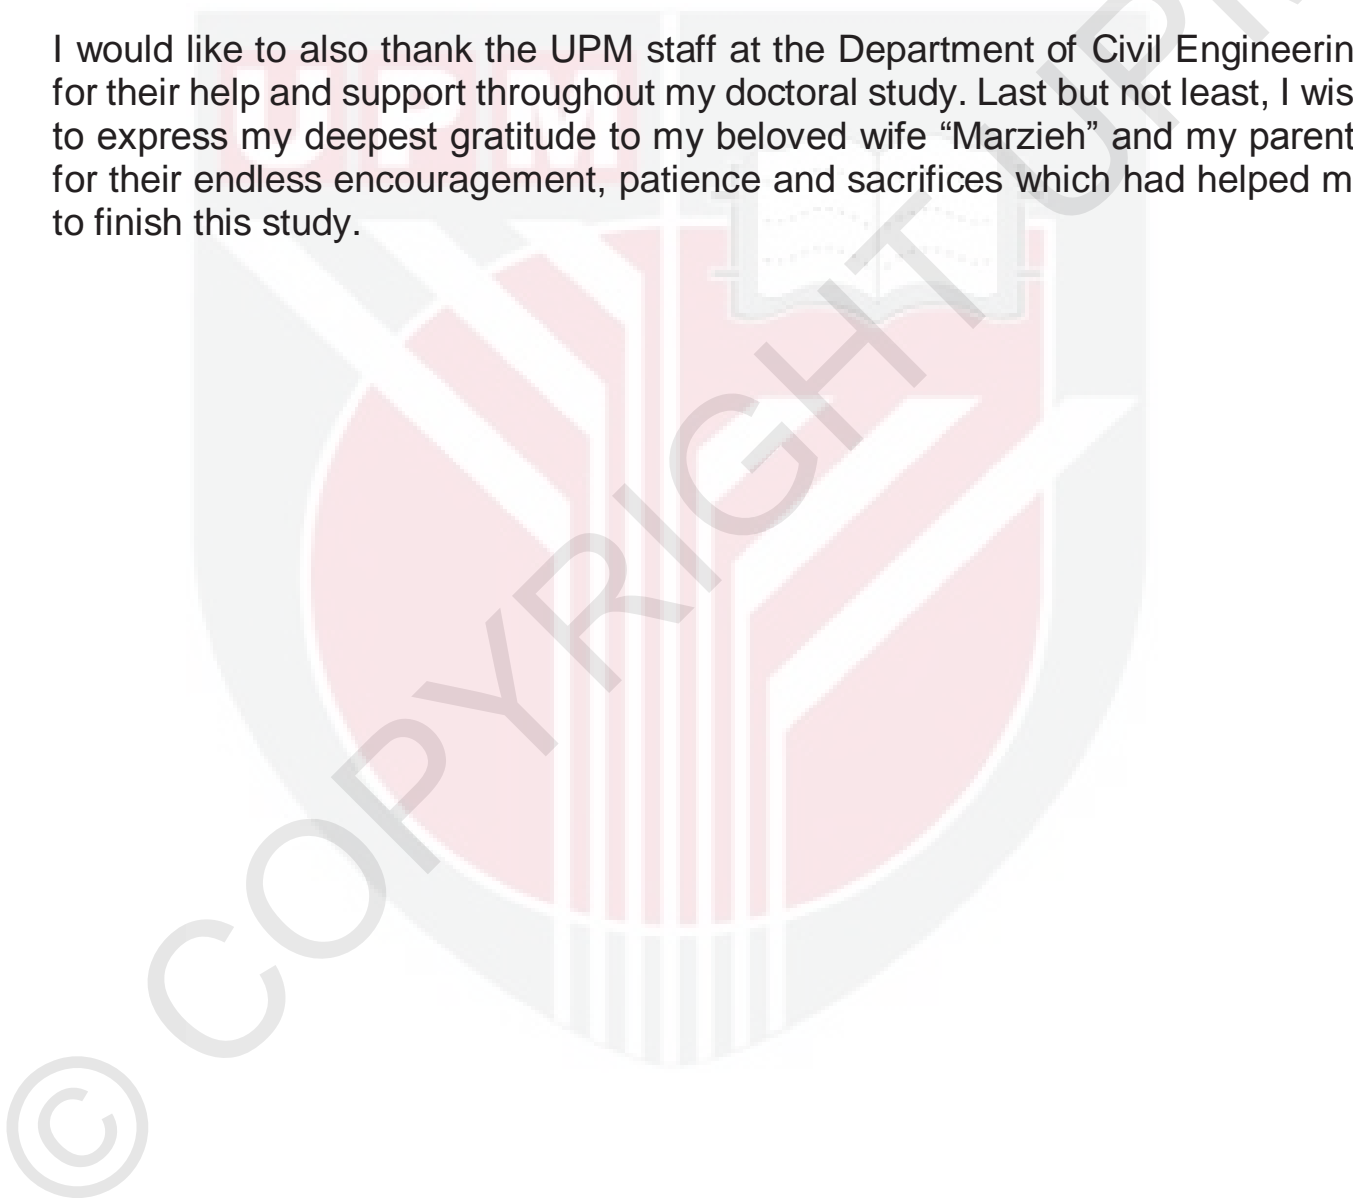 I would like to also thank the UPM staff at the Department of Civil Engineerin
for their help and support throughout my doctoral study. Last but not least, I wis
to express my deepest gratitude to my beloved wife “Marzieh” and my parent
for their endless encouragement, patience and sacrifices which had helped m
to finish this study.
UPM
© COPYRIGHT UPM